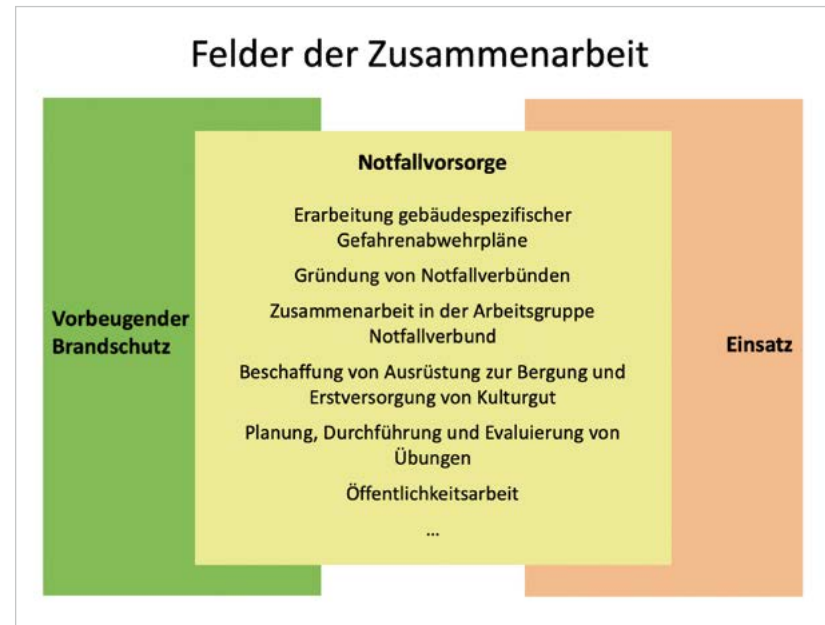 Felder der Zusammenarbeit
Vorbeugender
Brandschutz
Notfallvorsorge
Erarbeitung gebäudespezifischer
Gefahrenabwehrpläne
Gründung von Notfallverbünden
Zusammenarbeit in der Arbeitsgruppe
Notfallverbund
Beschaffung von Ausrüstung zur Bergung und
Erstversorgung von Kulturgut
Planung, Durchführung und Evaluierung von
Übungen
Öffentlichkeitsarbeit
...
Einsatz